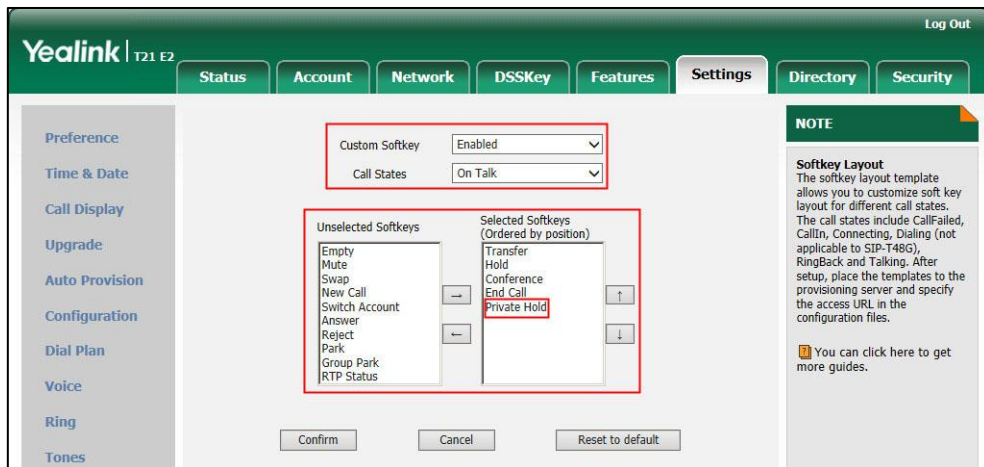 Log Out
Yealink | T21 E2
Status Account Network DSSKey Features Settings Directory Security
Preference
Time & Date
Call Display
Upgrade
Auto Provision
Configuration
Dial Plan
Voice
Ring
Tones
Custom Softkey Enabled
Call States On Talk
Unselected Softkeys
Empty
Mute
Swap
New Call
Switch Account
Answer
Reject
Park
Group Park
RTP Status
→
←
Selected Softkeys
(Ordered by position)
Transfer
Hold
Conference
End Call
Private Hold
↑
↓
Confirm Cancel Reset to default
NOTE
Softkey Layout
The softkey layout template
allows you to customize soft key
layout for different call states.
The call states include CallFailed,
CallIn, Connecting, Dialing (not
applicable to SIP-T48G),
RingBack and Talking. After
setup, place the templates to the
provisioning server and specify
the access URL in the
configuration files.
You can click here to get
more guides.